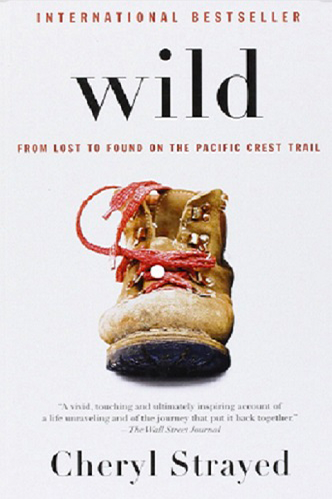 INTERNATIONAL BESTSELLER
wild
FROM LOST TO FOUND ON THE PACIFIC CREST TRAIL
“A vivid, touching and ultimately inspiring account of
a life unraveling and of the journey that put it back together.”
—The Wall Street Journal
Cheryl Strayed